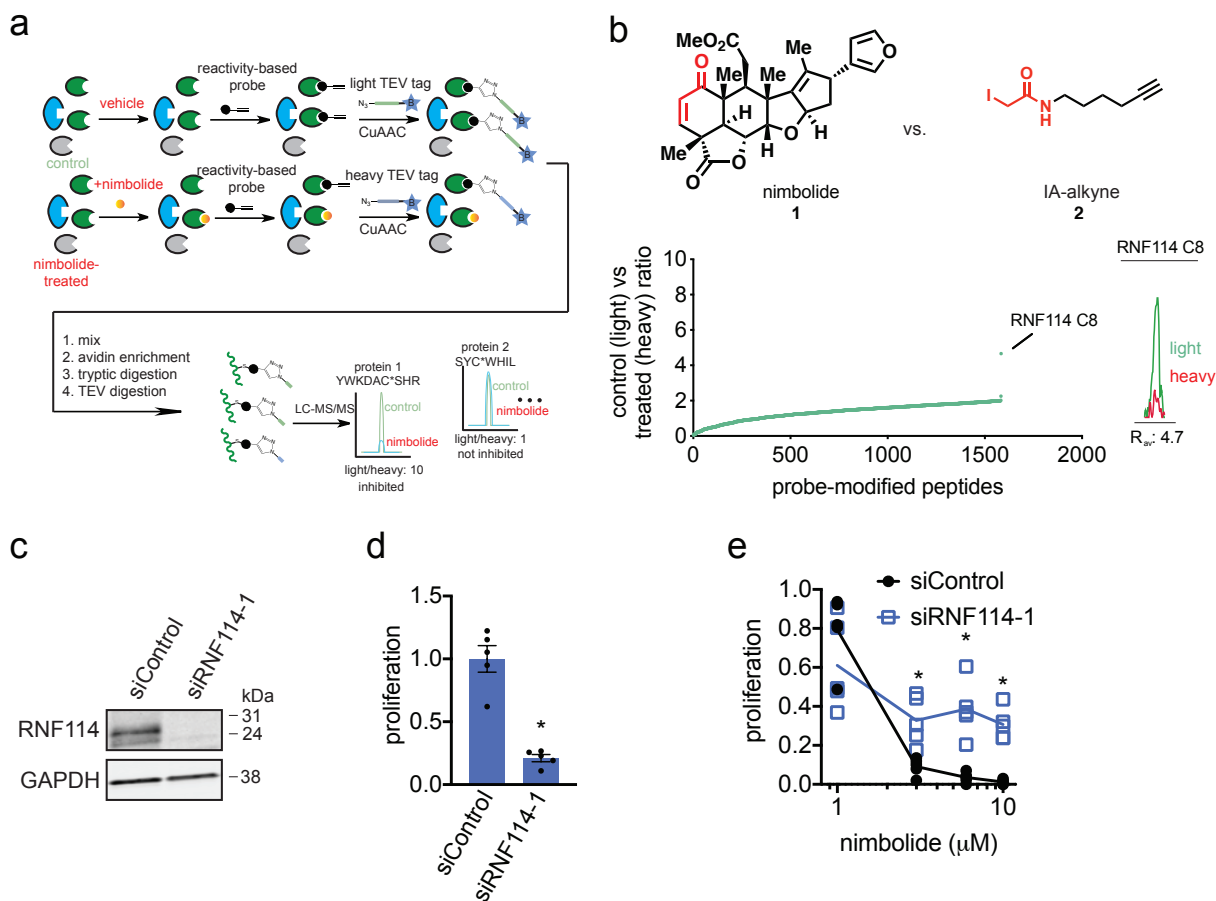 a
vehicle
control
reactivity-based
probe
light TEV tag
N₃
B
CuAAC
N=N
N
B
B
+nimbolide
nimbolide-
treated
reactivity-based
probe
heavy TEV tag
N₃
B
CuAAC
B
1. mix
2. avidin enrichment
3. tryptic digestion
4. TEV digestion
LC-MS/MS
protein 1
YWKDAC*SHR
control
nimbolide
light/heavy: 10
inhibited
protein 2
SYC*WHIL
control
nimbolide
light/heavy: 1
not inhibited
b
MeO₂C
O
Me
Me
Me
O
H
H
H
O
Me
O
O
nimbolide
1
vs.
I
O
N
H
IA-alkyne
2
control (light) vs
treated (heavy) ratio
10
8
6
4
2
0
0
500
1000
1500
2000
probe-modified peptides
RNF114 C8
RNF114 C8
light
heavy
Rav: 4.7
c
siControl
siRNF114-1
kDa
RNF114
31
24
GAPDH
38
d
proliferation
1.5
1.0
0.5
0.0
*
siControl
siRNF114-1
e
siControl
siRNF114-1
proliferation
1.0
0.8
0.6
0.4
0.2
0.0
*
*
*
1
10
nimbolide (μM)